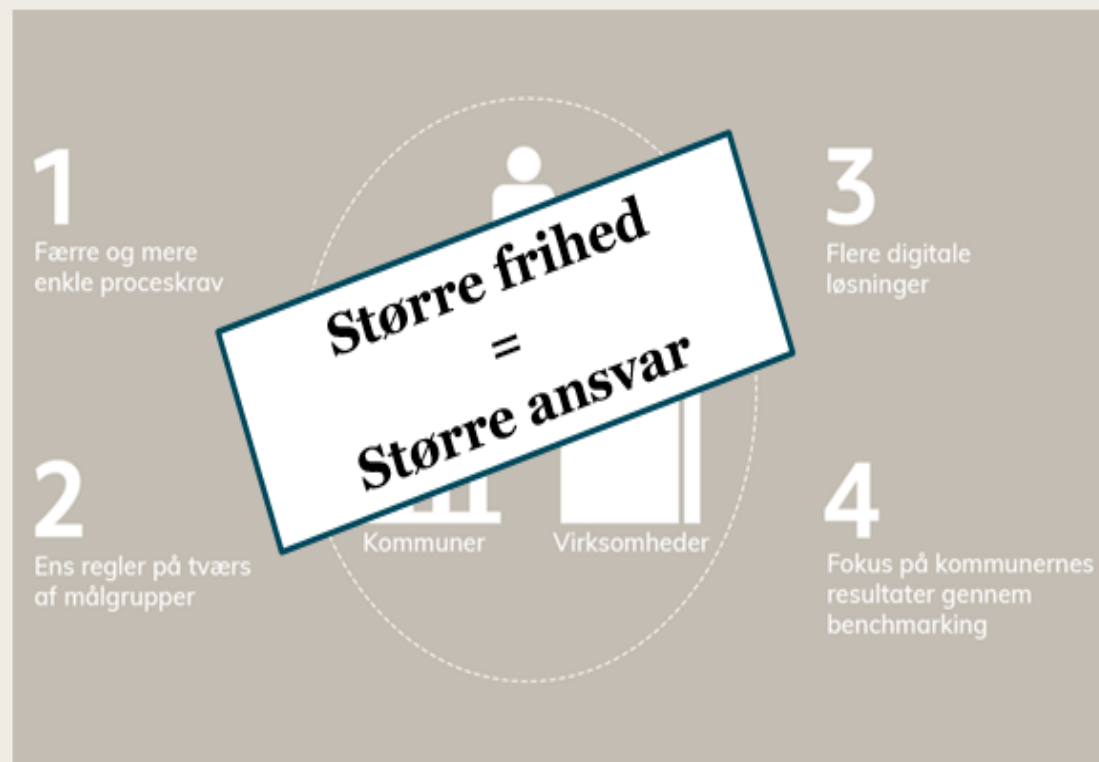 1
Færre og mere
enkle proceskrav
2
Ens regler på tværs
af målgrupper
Større frihed
=
Større ansvar
Kommuner
Virksomheder
3
Flere digitale
løsninger
4
Fokus på kommunernes
resultater gennem
benchmarking